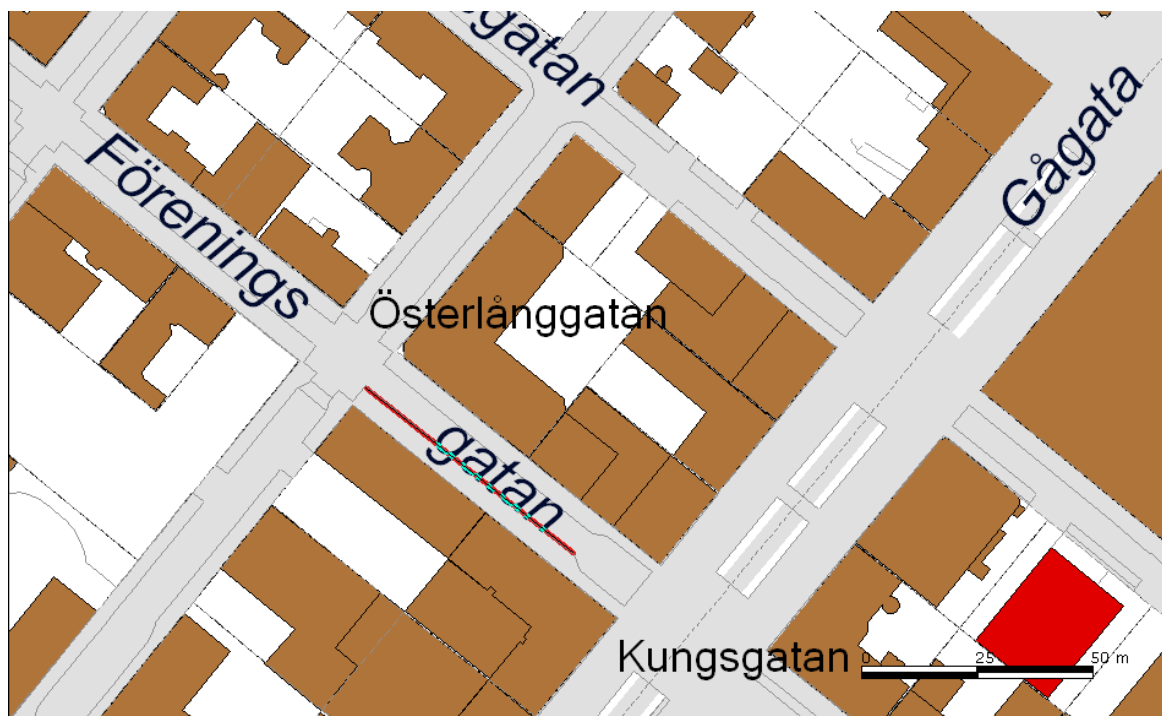 gatan
Gågata
Förenings
Österlånggatan
gatan
Kungsgatan
0 25 50 m